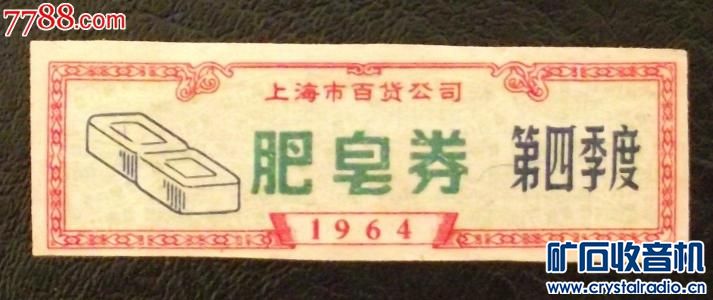 7788.com
上海市百货公司
肥皂券
第四季度
1964
矿石收音机
www.crystalradio.cn